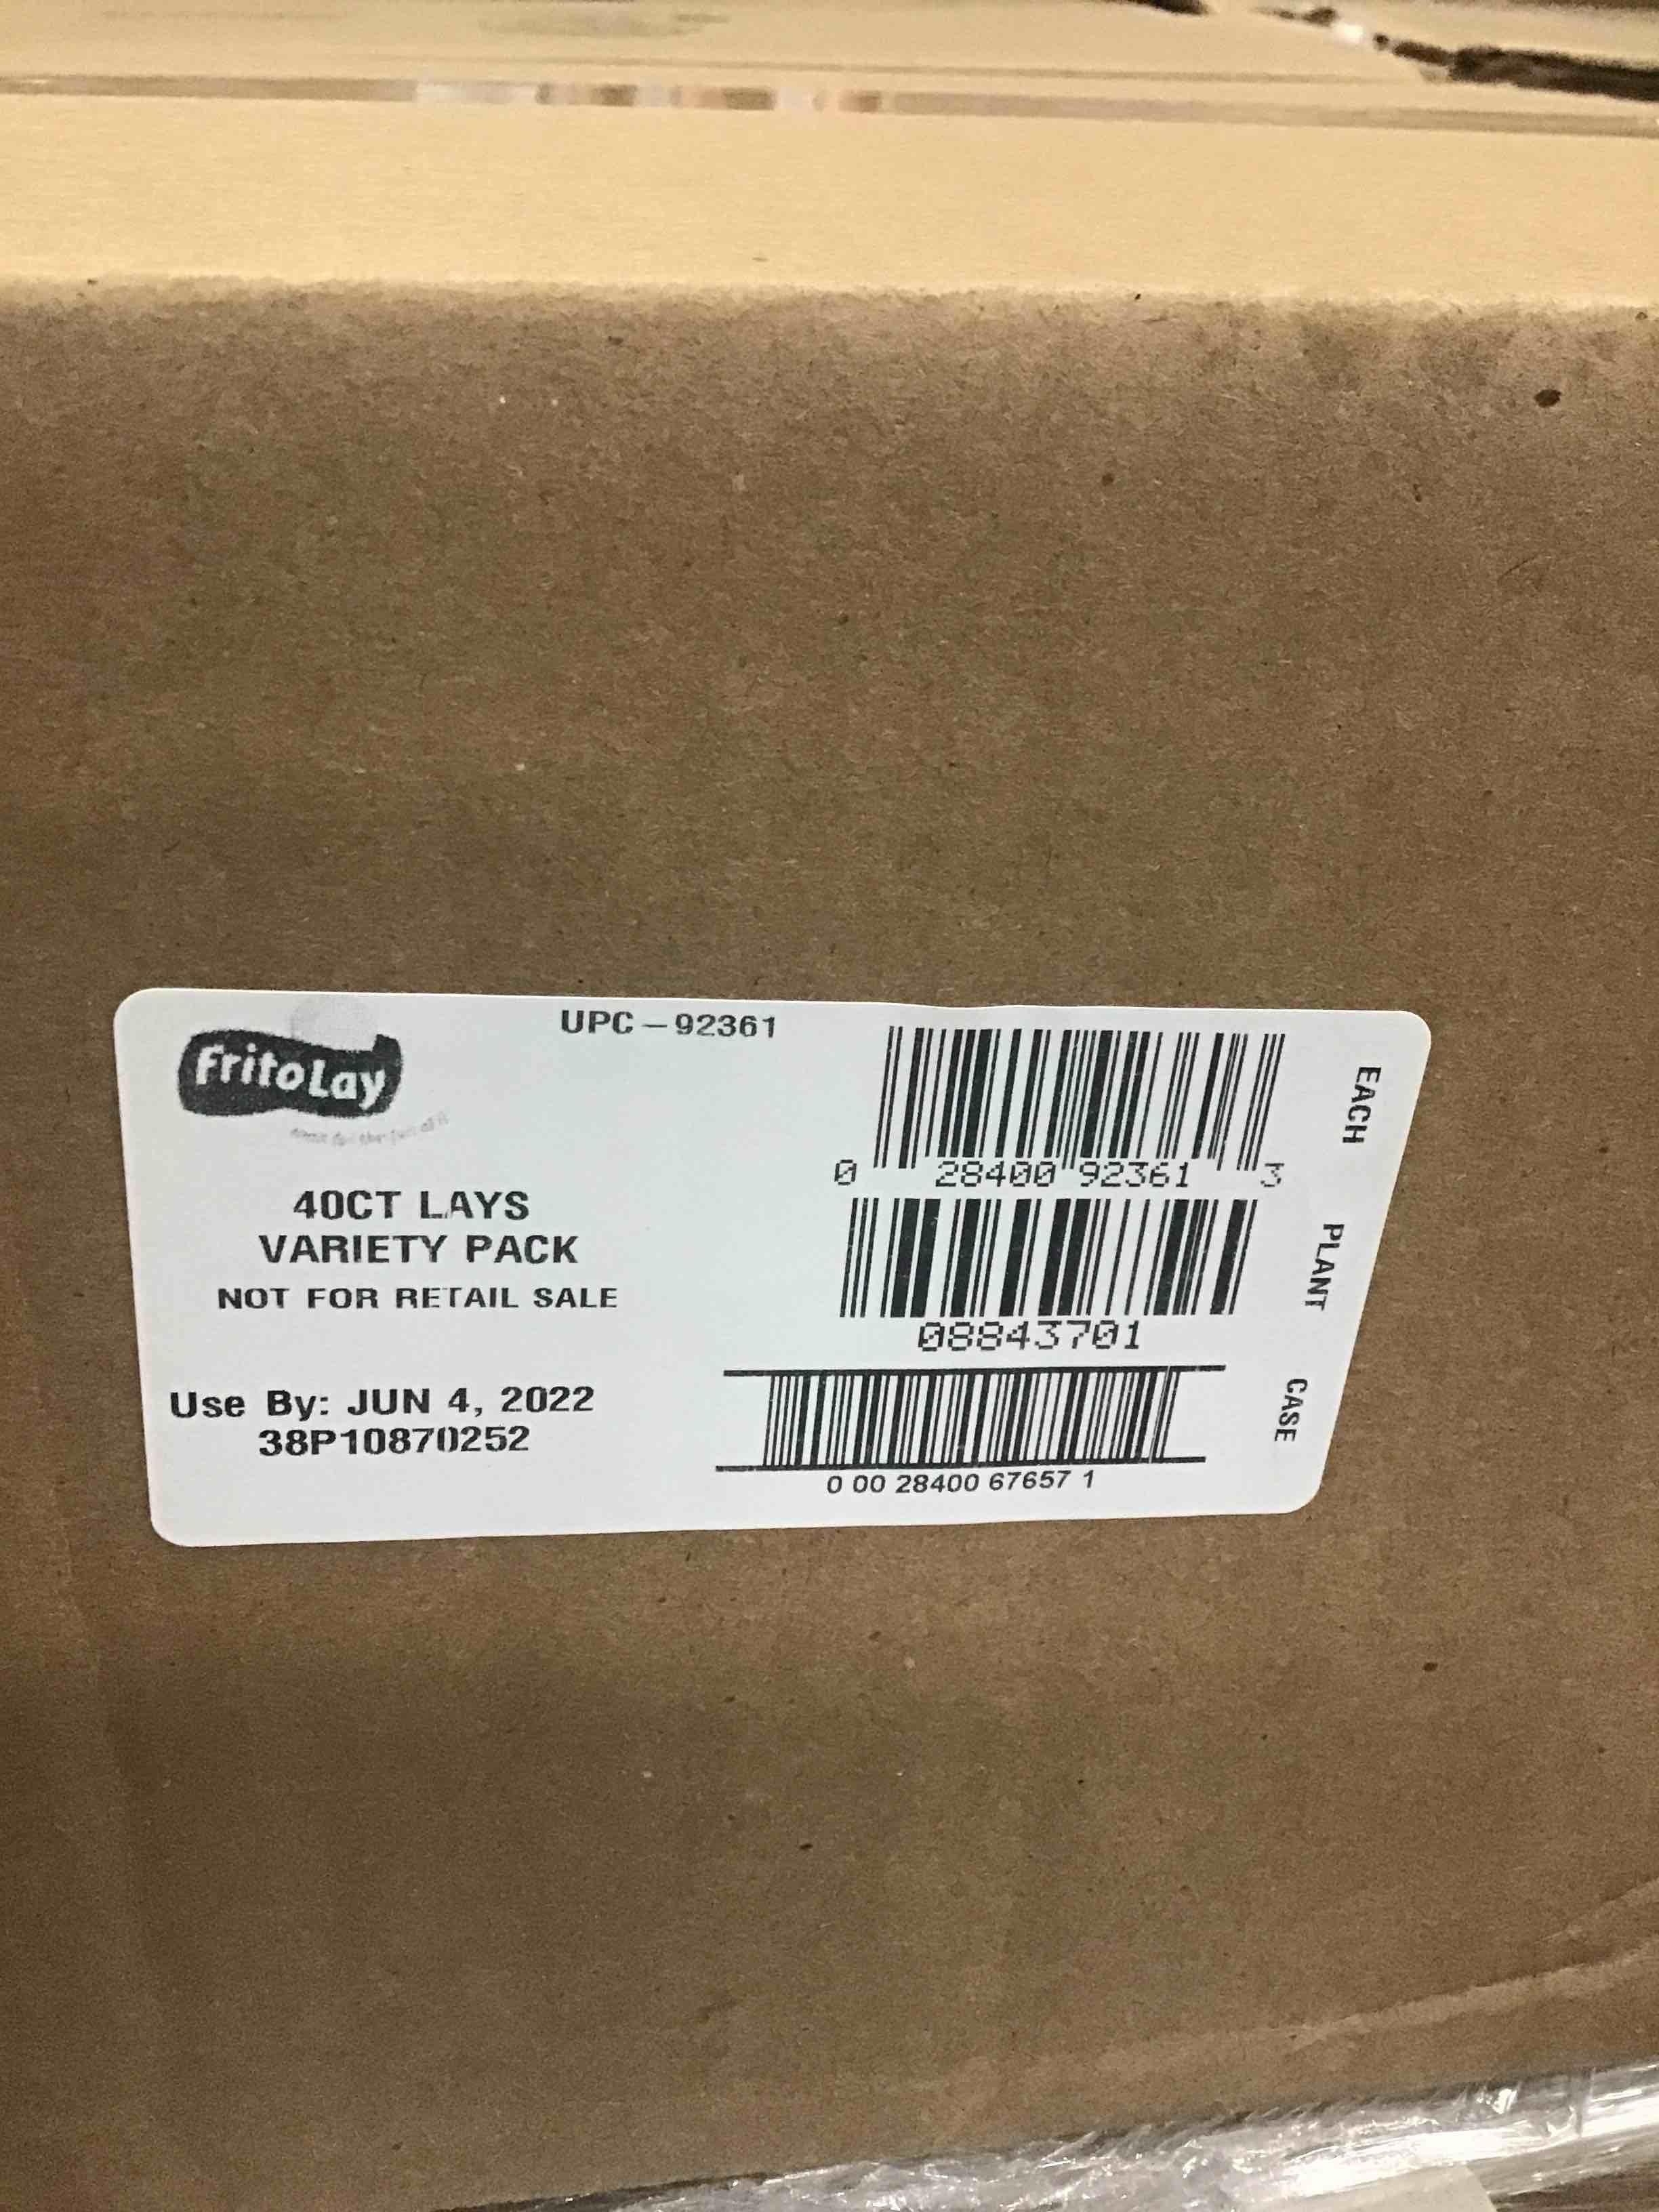 FritoLay
UPC – 92361
40CT LAYS
VARIETY PACK
NOT FOR RETAIL SALE
Use By: JUN 4, 2022
38P10870252
0 28400 92361 3
08843701
0 00 28400 67657 1
EACH
PLANT
CASE